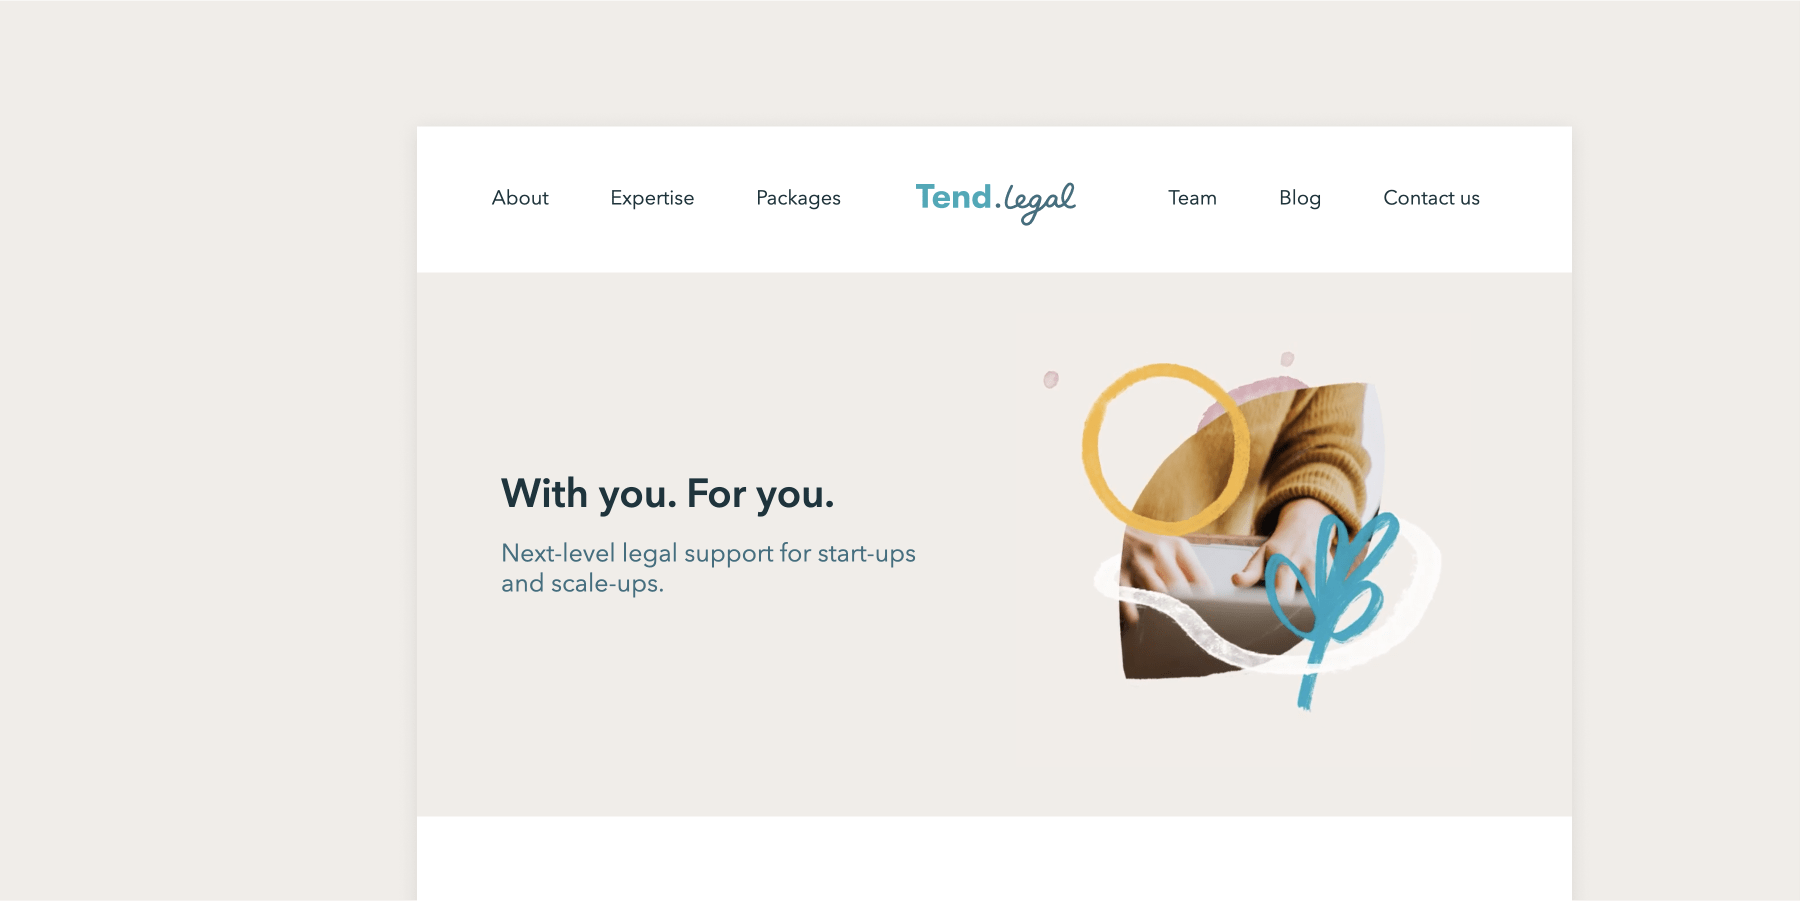 About Expertise Packages Tend.legal Team Blog Contact us
With you. For you.
Next-level legal support for start-ups
and scale-ups.